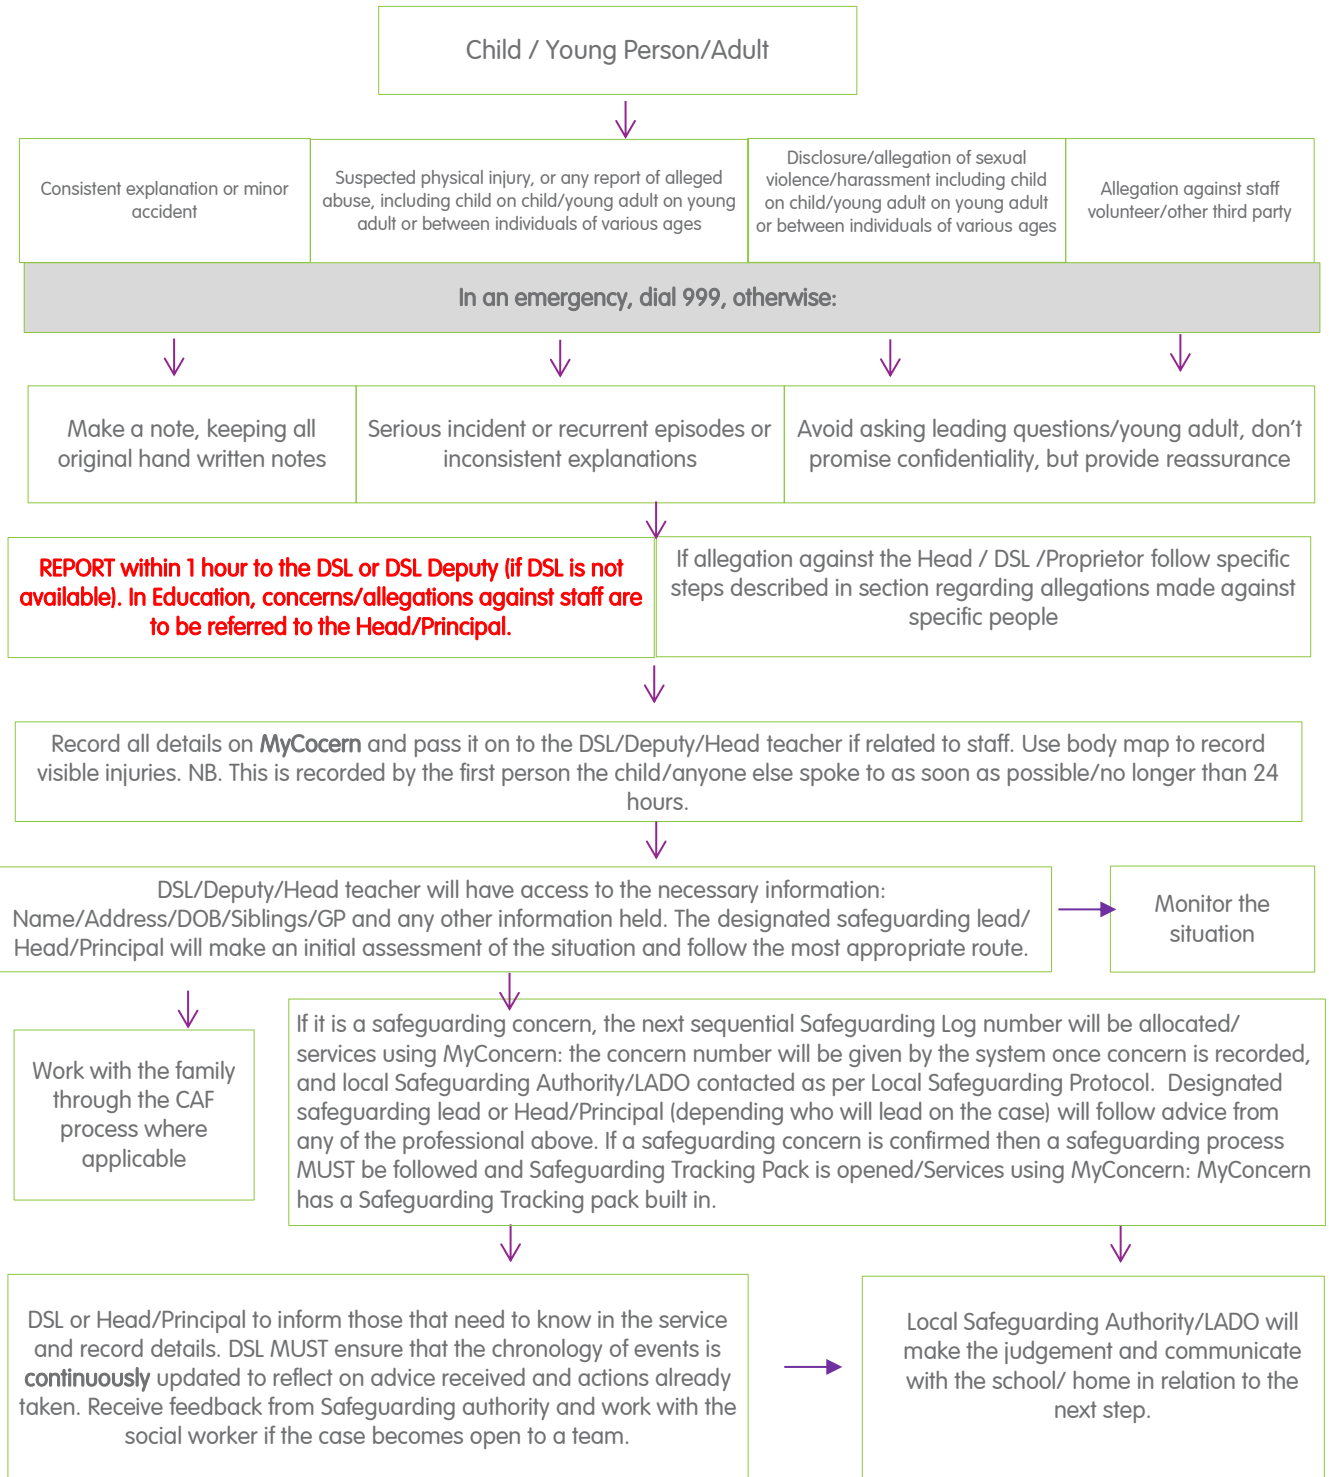 Child / Young Person/Adult
Consistent explanation or minor
accident
Suspected physical injury, or any report of alleged
abuse, including child on child/young adult on young
adult or between individuals of various ages
Disclosure/allegation of sexual
violence/harassment including child
on child/young adult on young adult
or between individuals of various ages
Allegation against staff
volunteer/other third party
In an emergency, dial 999, otherwise:
Make a note, keeping all
original hand written notes
Serious incident or recurrent episodes or
inconsistent explanations
Avoid asking leading questions/young adult, don't
promise confidentiality, but provide reassurance
REPORT within 1 hour to the DSL or DSL Deputy (if DSL is not
available). In Education, concerns/allegations against staff are
to be referred to the Head/Principal.
If allegation against the Head / DSL /Proprietor follow specific
steps described in section regarding allegations made against
specific people
Record all details on MyCocern and pass it on to the DSL/Deputy/Head teacher if related to staff. Use body map to record
visible injuries. NB. This is recorded by the first person the child/anyone else spoke to as soon as possible/no longer than 24
hours.
DSL/Deputy/Head teacher will have access to the necessary information:
Name/Address/DOB/Siblings/GP and any other information held. The designated safeguarding lead/
Head/Principal will make an initial assessment of the situation and follow the most appropriate route.
Monitor the
situation
Work with the family
through the CAF
process where
applicable
If it is a safeguarding concern, the next sequential Safeguarding Log number will be allocated/
services using MyConcern: the concern number will be given by the system once concern is recorded,
and local Safeguarding Authority/LADO contacted as per Local Safeguarding Protocol. Designated
safeguarding lead or Head/Principal (depending who will lead on the case) will follow advice from
any of the professional above. If a safeguarding concern is confirmed then a safeguarding process
MUST be followed and Safeguarding Tracking Pack is opened/Services using MyConcern: MyConcern
has a Safeguarding Tracking pack built in.
DSL or Head/Principal to inform those that need to know in the service
and record details. DSL MUST ensure that the chronology of events is
continuously updated to reflect on advice received and actions already
taken. Receive feedback from Safeguarding authority and work with the
social worker if the case becomes open to a team.
Local Safeguarding Authority/LADO will
make the judgement and communicate
with the school/ home in relation to the
next step.